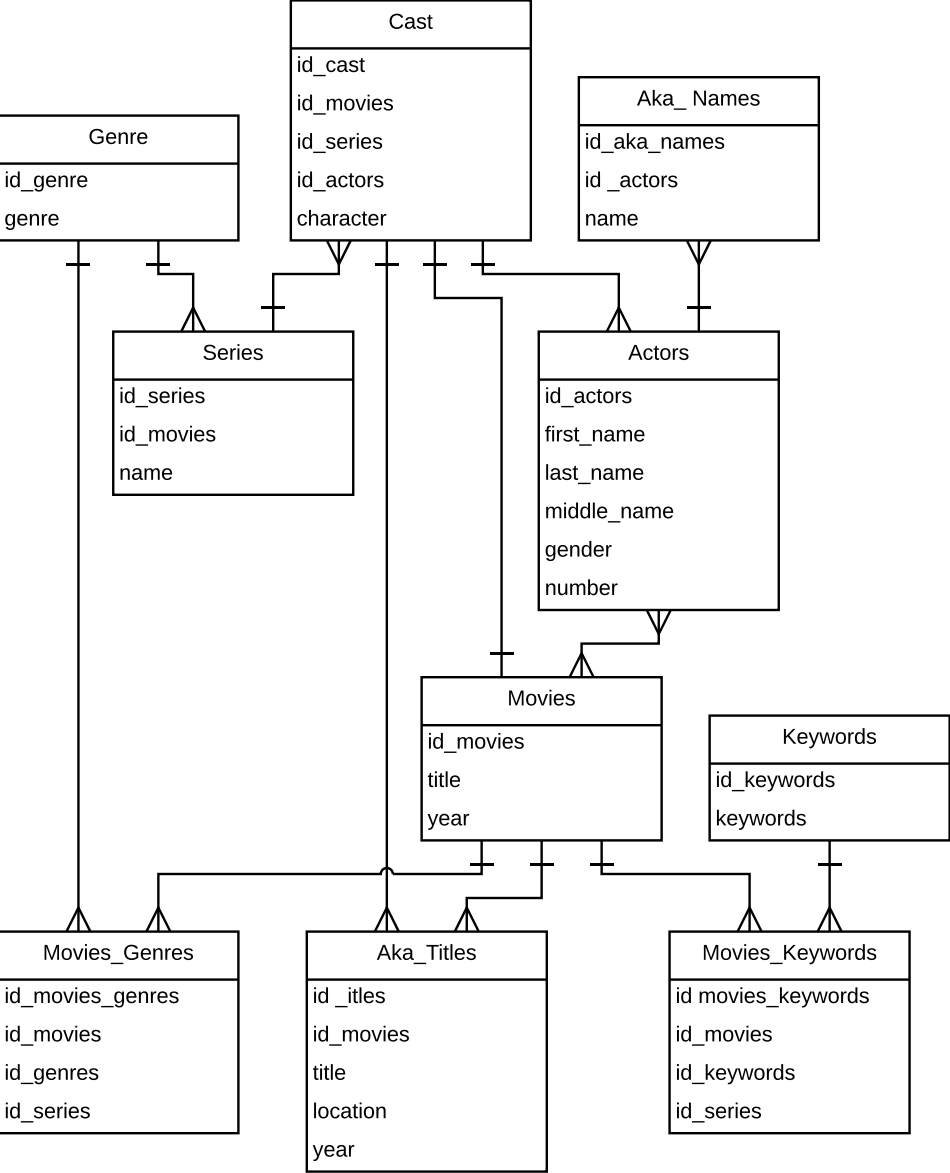 Cast
id_cast
id_movies
id_series
id_actors
character
Aka_ Names
id_aka_names
id _actors
name
Genre
id_genre
genre
Series
id_series
id_movies
name
Actors
id_actors
first_name
last_name
middle_name
gender
number
Movies
id_movies
title
year
Keywords
id_keywords
keywords
Movies_Genres
id_movies_genres
id_movies
id_genres
id_series
Aka_Titles
id _itles
id_movies
title
location
year
Movies_Keywords
id movies_keywords
id_movies
id_keywords
id_series